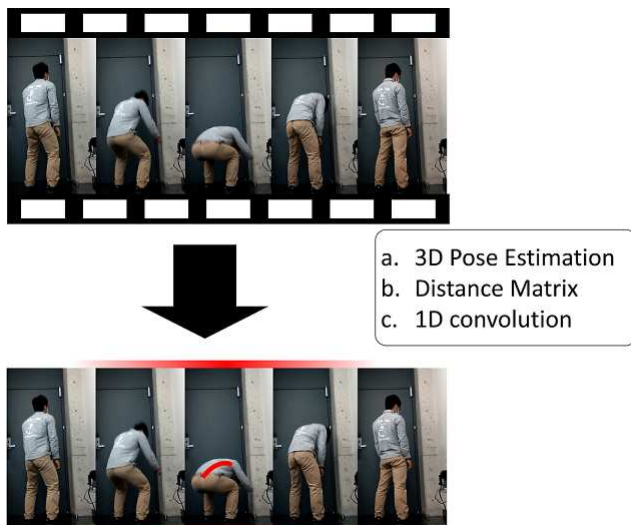 a. 3D Pose Estimation
b. Distance Matrix
c. 1D convolution